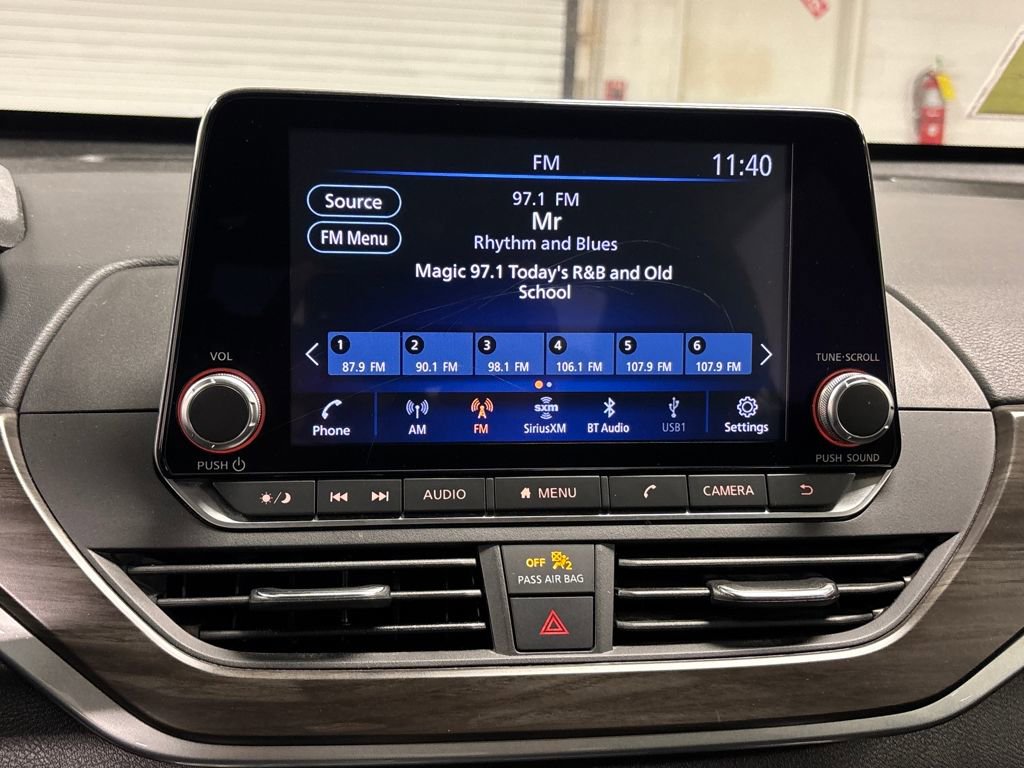 FM
11:40
Source
97.1 FM
Mr
FM Menu
Rhythm and Blues
Magic 97.1 Today's R&B and Old
School
1
2
3
4
5
6
87.9 FM
90.1 FM
98.1 FM
106.1 FM
107.9 FM
107.9 FM
VOL
TUNE·SCROLL
Phone
AM
FM
sxm
SiriusXM
BT Audio
USB1
Settings
PUSH
PUSH SOUND
AUDIO
MENU
CAMERA
OFF
2
PASS AIR BAG